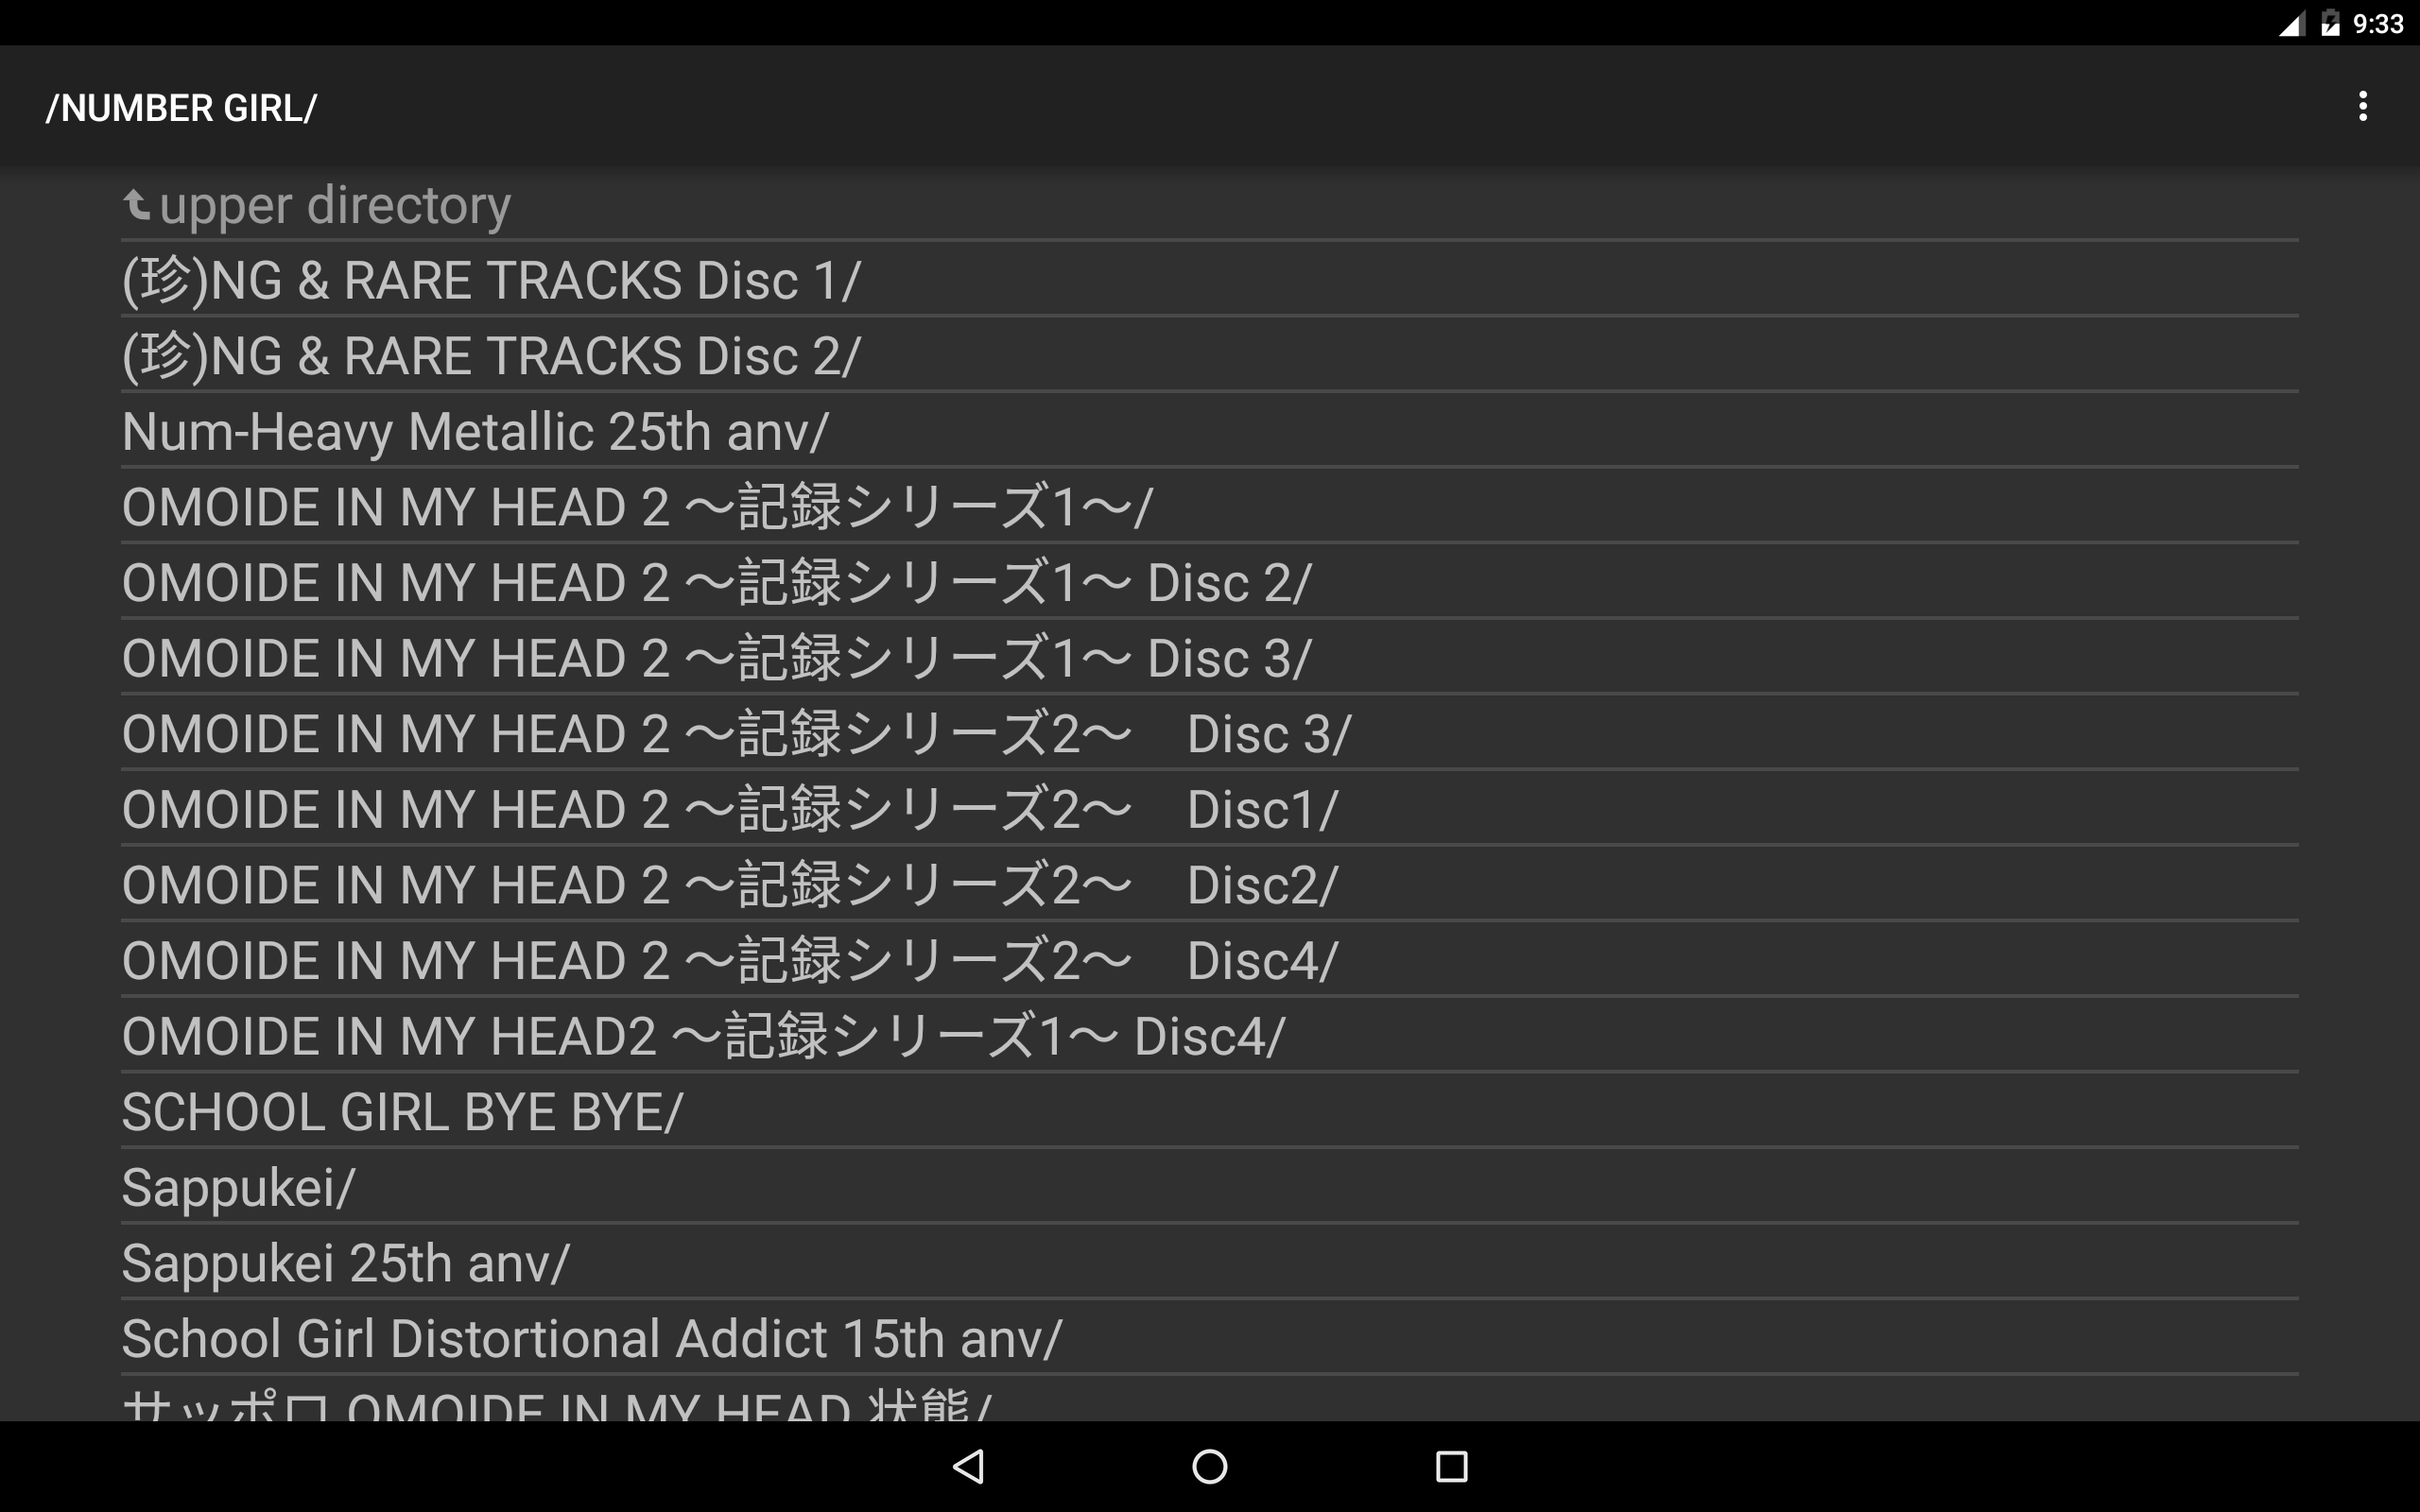 9:33
/NUMBER GIRL/
upper directory
(珍)NG & RARE TRACKS Disc 1/
(珍)NG & RARE TRACKS Disc 2/
Num-Heavy Metallic 25th anv/
OMOIDE IN MY HEAD 2 ～記録シリーズ1～/
OMOIDE IN MY HEAD 2 ～記録シリーズ1～ Disc 2/
OMOIDE IN MY HEAD 2 ～記録シリーズ1～ Disc 3/
OMOIDE IN MY HEAD 2 ～記録シリーズ2～　Disc 3/
OMOIDE IN MY HEAD 2 ～記録シリーズ2～　Disc1/
OMOIDE IN MY HEAD 2 ～記録シリーズ2～　Disc2/
OMOIDE IN MY HEAD 2 ～記録シリーズ2～　Disc4/
OMOIDE IN MY HEAD2 ～記録シリーズ1～ Disc4/
SCHOOL GIRL BYE BYE/
Sappukei/
Sappukei 25th anv/
School Girl Distortional Addict 15th anv/
サッポロ OMOIDE IN MY HEAD 状態/